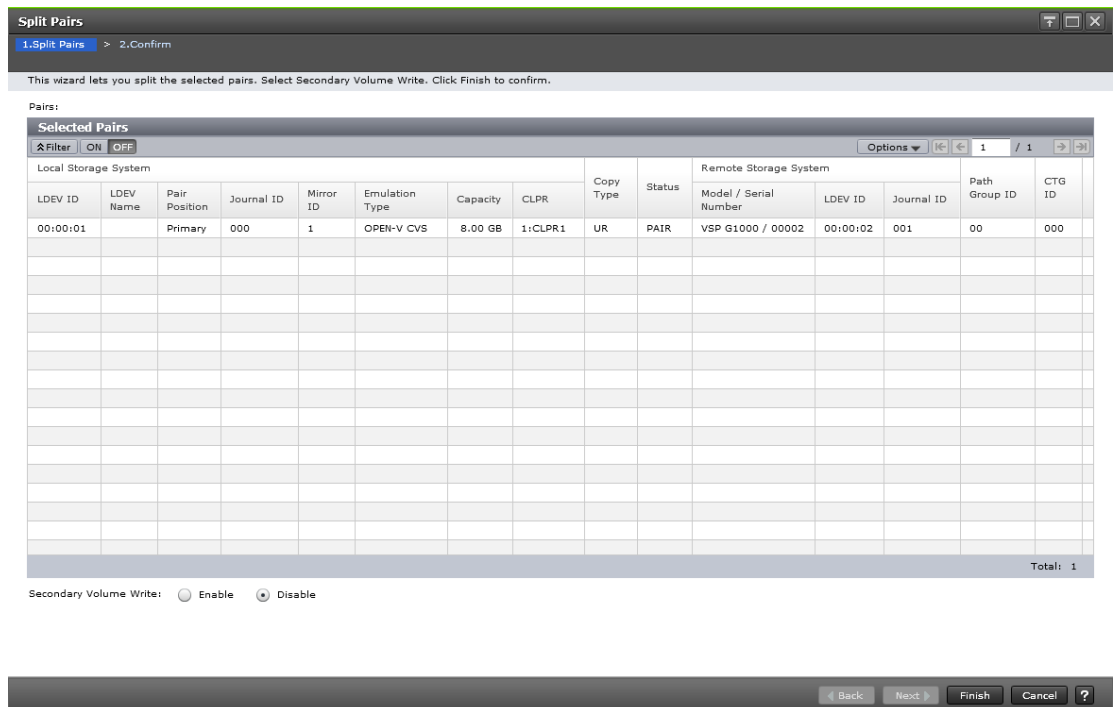 Split Pairs
1.Split Pairs > 2.Confirm
This wizard lets you split the selected pairs. Select Secondary Volume Write. Click Finish to confirm.
Pairs:
Selected Pairs
Filter ON OFF Options 1 / 1
Local Storage System Copy Type Status Remote Storage System Path Group ID CTG ID
LDEV ID LDEV Name Pair Position Journal ID Mirror ID Emulation Type Capacity CLPR Model / Serial Number LDEV ID Journal ID
00:00:01 Primary 000 1 OPEN-V CVS 8.00 GB 1:CLPR1 UR PAIR VSP G1000 / 00002 00:00:02 001 00 000
Total: 1
Secondary Volume Write: Enable Disable
Back Next Finish Cancel ?